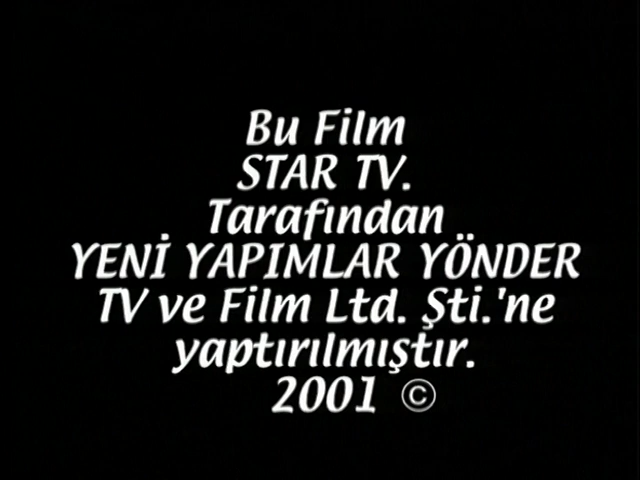 Bu Film
STAR TV.
Tarafından
YENİ YAPIMLAR YÖNDER
TV ve Film Ltd. Şti.'ne
yaptırılmıştır.
2001 ©